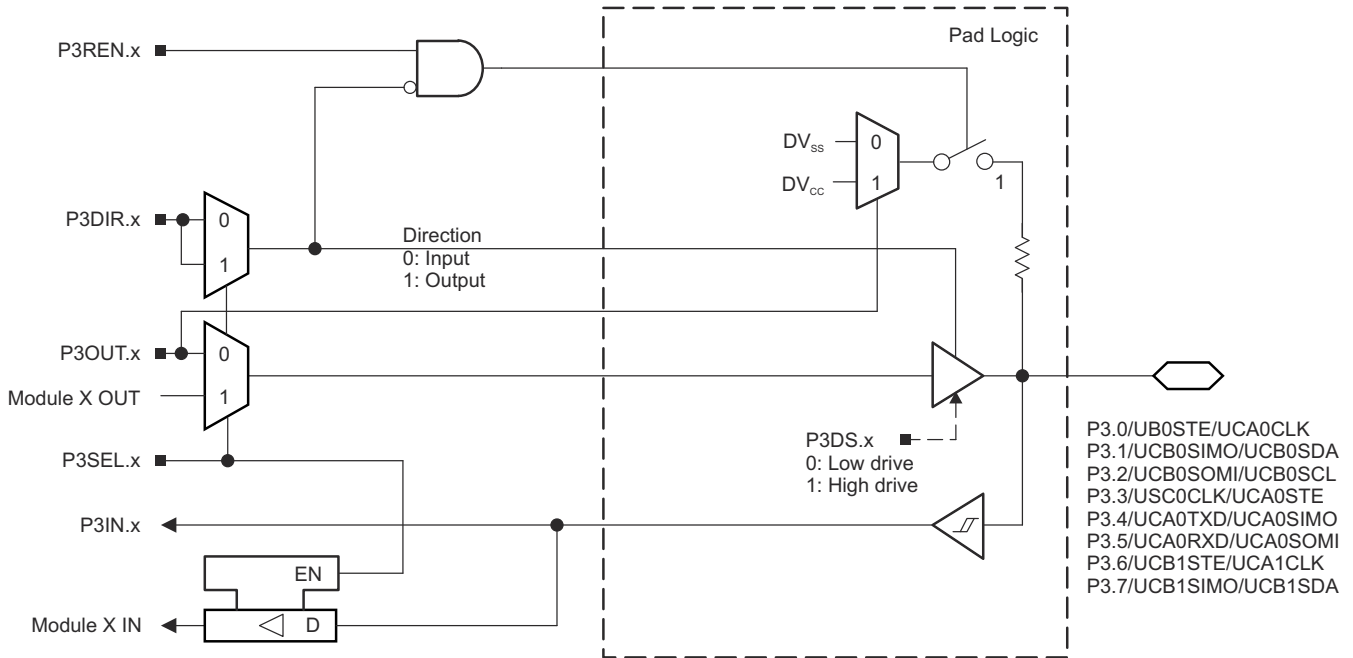 Pad Logic
P3REN.x
DVSS
0
DVCC
1
1
P3DIR.x
0
1
Direction
0: Input
1: Output
P3OUT.x
0
Module X OUT
1
P3DS.x
0: Low drive
1: High drive
P3SEL.x
P3IN.x
EN
Module X IN
D
P3.0/UB0STE/UCA0CLK
P3.1/UCB0SIMO/UCB0SDA
P3.2/UCB0SOMI/UCB0SCL
P3.3/USC0CLK/UCA0STE
P3.4/UCA0TXD/UCA0SIMO
P3.5/UCA0RXD/UCA0SOMI
P3.6/UCB1STE/UCA1CLK
P3.7/UCB1SIMO/UCB1SDA